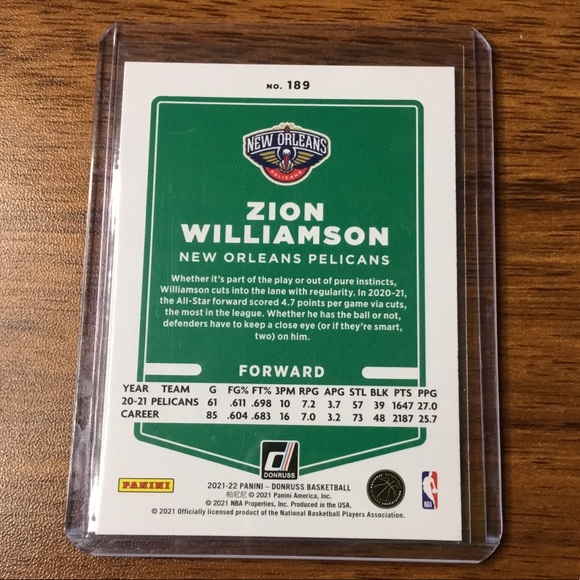 NO. 189
NEW ORLEANS
PELICANS
ZION
WILLIAMSON
NEW ORLEANS PELICANS
Whether it's part of the play or out of pure instincts,
Williamson cuts into the lane with regularity. In 2020-21,
the All-Star forward scored 4.7 points per game via cuts,
the most in the league. Whether he has the ball or not,
defenders have to keep a close eye (or if they're smart,
two) on him.
FORWARD
YEAR TEAM G FG% FT% 3PM RPG APG STL BLK PTS PPG
20-21 PELICANS 61 .611 .698 10 7.2 3.7 57 39 1647 27.0
CAREER 85 .604 .683 16 7.0 3.2 73 48 2187 25.7
d
DONRUSS
PANINI
2021-22 PANINI – DONRUSS BASKETBALL
帕尼尼 © 2021 Panini America, Inc.
© 2021 NBA Properties, Inc. Produced in the USA.
© 2021 Officially licensed product of the National Basketball Players Association.
NBA